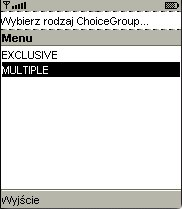 Wybierz rodzaj ChoiceGroup...
Menu
EXCLUSIVE
MULTIPLE
Wyjście